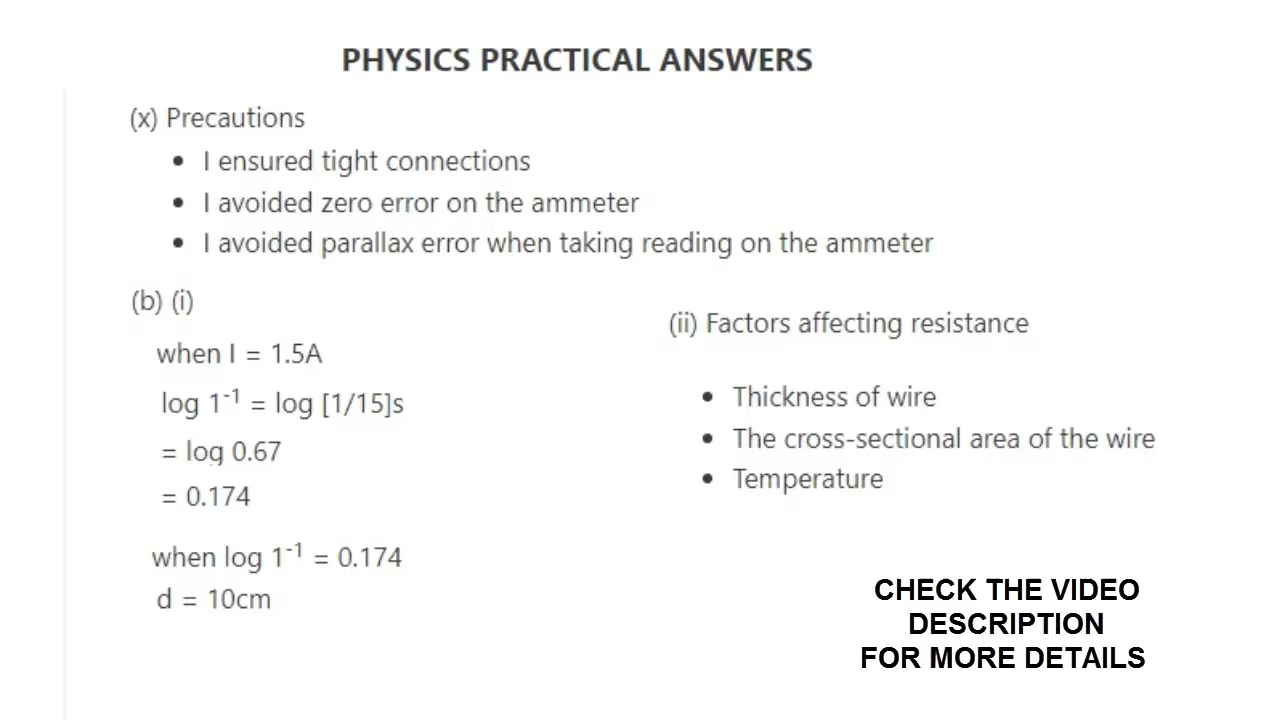 PHYSICS PRACTICAL ANSWERS
(x) Precautions
• I ensured tight connections
• I avoided zero error on the ammeter
• I avoided parallax error when taking reading on the ammeter
(b) (i)
when I = 1.5A
log 1⁻¹ = log [1/15]s
= log 0.67
= 0.174
when log 1⁻¹ = 0.174
d = 10cm
(ii) Factors affecting resistance
• Thickness of wire
• The cross-sectional area of the wire
• Temperature
CHECK THE VIDEO
DESCRIPTION
FOR MORE DETAILS